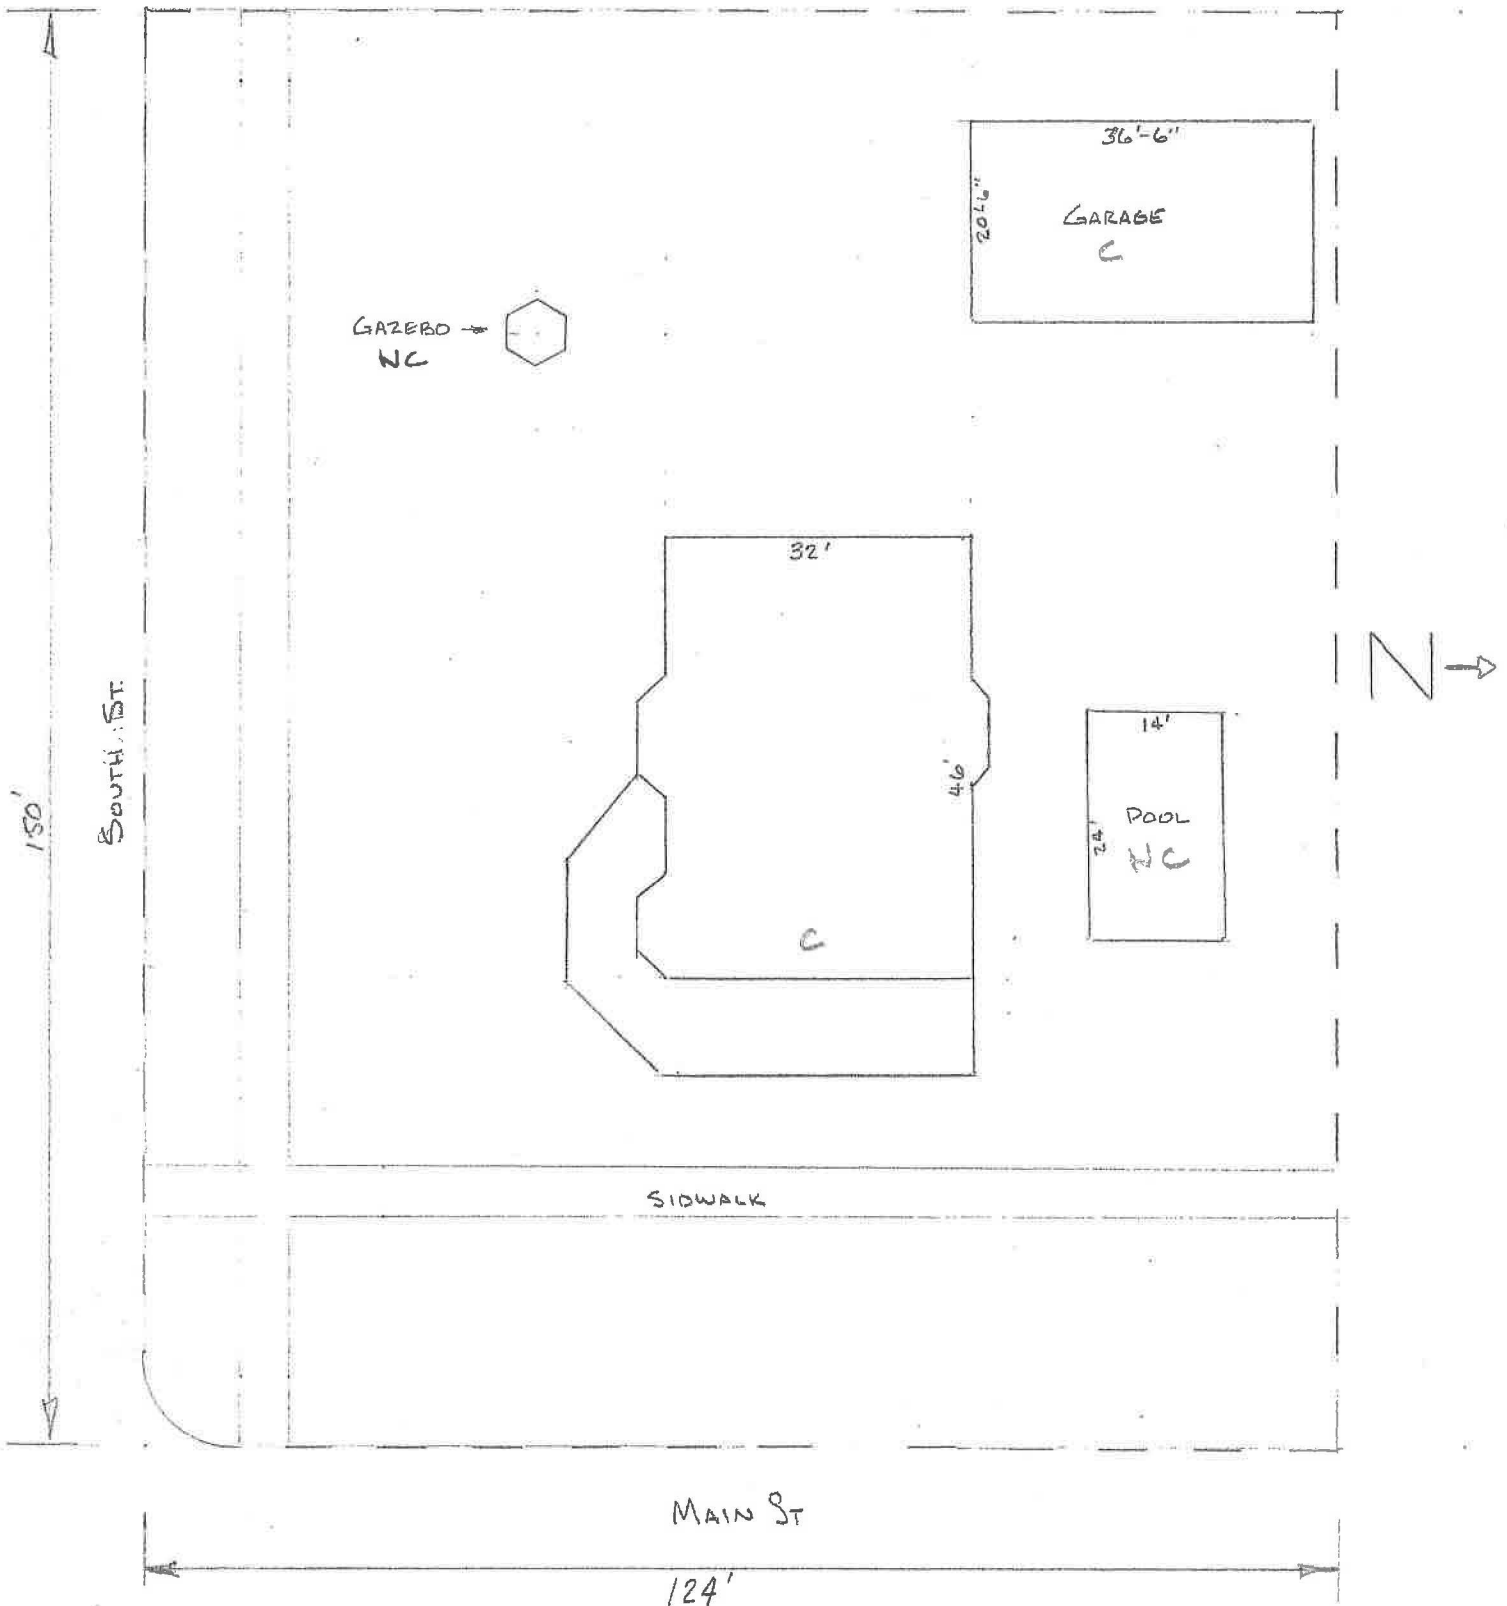 36'-6"
20'-6"
GARAGE
C
GAZEBO
NC
32'
N
SOUTH ST.
14'
46'
150'
24'
POOL
NC
C
SIDWALK
MAIN ST
124'